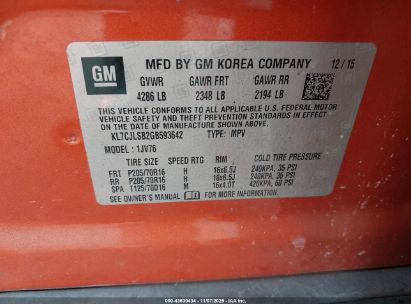 GM
MFD BY GM KOREA COMPANY 12/15
GVWR GAWR FRT GAWR RR
4286 LB 2348 LB 2194 LB
THIS VEHICLE CONFORMS TO ALL APPLICABLE U.S. FEDERAL MOTOR
VEHICLE SAFETY AND THEFT PREVENTION STANDARDS IN EFFECT
ON THE DATE OF MANUFACTURE SHOWN ABOVE.
KL7CJLSB2GB593642 TYPE: MPV
MODEL: 1JV76
TIRE SIZE SPEED RTG RIM COLD TIRE PRESSURE
FRT P205/70R16 H 16x6.5J 240KPA, 35 PSI
RR P205/70R16 H 16x6.5J 240KPA, 35 PSI
SPA T125/70D16 M 16x4.0T 420KPA, 60 PSI
SEE OWNER'S MANUAL